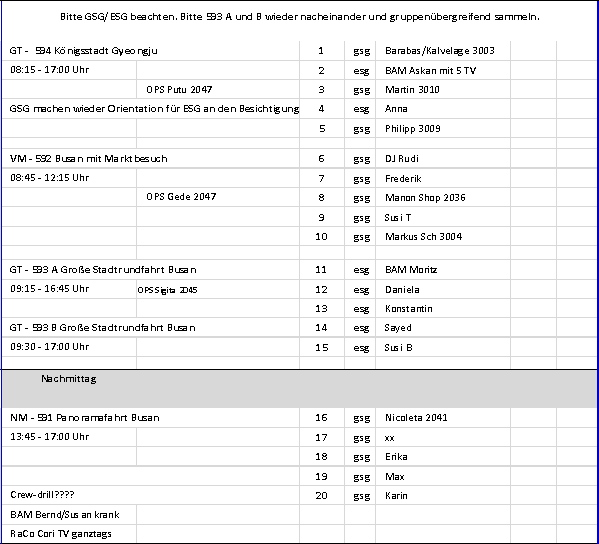 Bitte GSG/ESG beachten. Bitte 593 A und B wieder nacheinander und gruppenübergreifend sammeln.
GT - 594 Königsstadt Gyeongju 1 gsg Barabas/Kalvelage 3003
08:15 - 17:00 Uhr 2 esg BAM Askan mit 5 TV
OPS Putu 2047 3 gsg Martin 3010
GSG machen wieder Orientation für ESG an den Besichtigung 4 esg Anna
5 gsg Philipp 3009
VM - 592 Busan mit Marktbesuch 6 gsg DJ Rudi
08:45 - 12:15 Uhr 7 gsg Frederik
OPS Gede 2047 8 gsg Manon Shop 2036
9 gsg Susi T
10 gsg Markus Sch 3004
GT - 593 A Große Stadtrundfahrt Busan 11 esg BAM Moritz
09:15 - 16:45 Uhr OPS Sigita 2045 12 esg Daniela
13 esg Konstantin
GT - 593 B Große Stadtrundfahrt Busan 14 esg Sayed
09:30 - 17:00 Uhr 15 esg Susi B
Nachmittag
NM - 591 Panoramafahrt Busan 16 gsg Nicoleta 2041
13:45 - 17:00 Uhr 17 gsg xx
18 gsg Erika
19 gsg Max
Crew-drill???? 20 gsg Karin
BAM Bernd/Susan krank
RaCo Cori TV ganztags